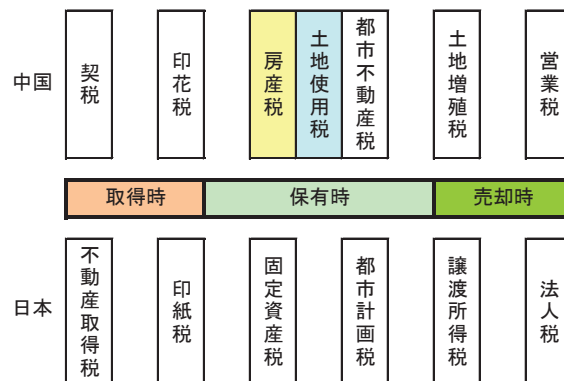 中国
契税
印花税
房産税
土地使用税
都市不動産税
土地増殖税
営業税
取得時
保有時
売却時
日本
不動産取得税
印紙税
固定資産税
都市計画税
譲渡所得税
法人税